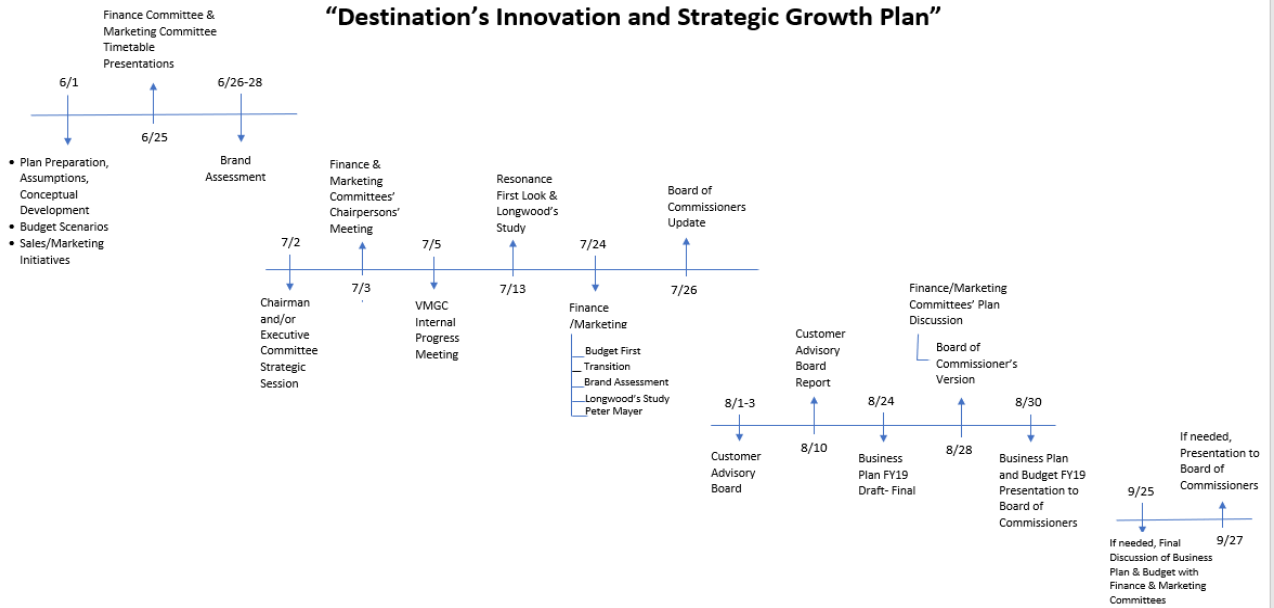 “Destination’s Innovation and Strategic Growth Plan”
Finance Committee &
Marketing Committee
Timetable
Presentations
6/1
6/26-28
6/25
• Plan Preparation,
Assumptions,
Conceptual
Development
• Budget Scenarios
• Sales/Marketing
Initiatives
Brand
Assessment
Finance &
Marketing
Committees’
Chairpersons’
Meeting
Resonance
First Look &
Longwood’s
Study
Board of
Commissioners
Update
7/2
7/5
7/24
7/3
7/13
7/26
Chairman
and/or
Executive
Committee
Strategic
Session
VMGC
Internal
Progress
Meeting
Finance
/Marketing
Budget First
Transition
Brand Assessment
Longwood’s Study
Peter Mayer
Customer
Advisory
Board
Report
Finance/Marketing
Committees’ Plan
Discussion
Board of
Commissioner’s
Version
8/1-3
8/24
8/30
8/10
8/28
Customer
Advisory
Board
Business
Plan FY19
Draft- Final
Business Plan
and Budget FY19
Presentation to
Board of
Commissioners
If needed,
Presentation to
Board of
Commissioners
9/25
9/27
If needed, Final
Discussion of Business
Plan & Budget with
Finance & Marketing
Committees